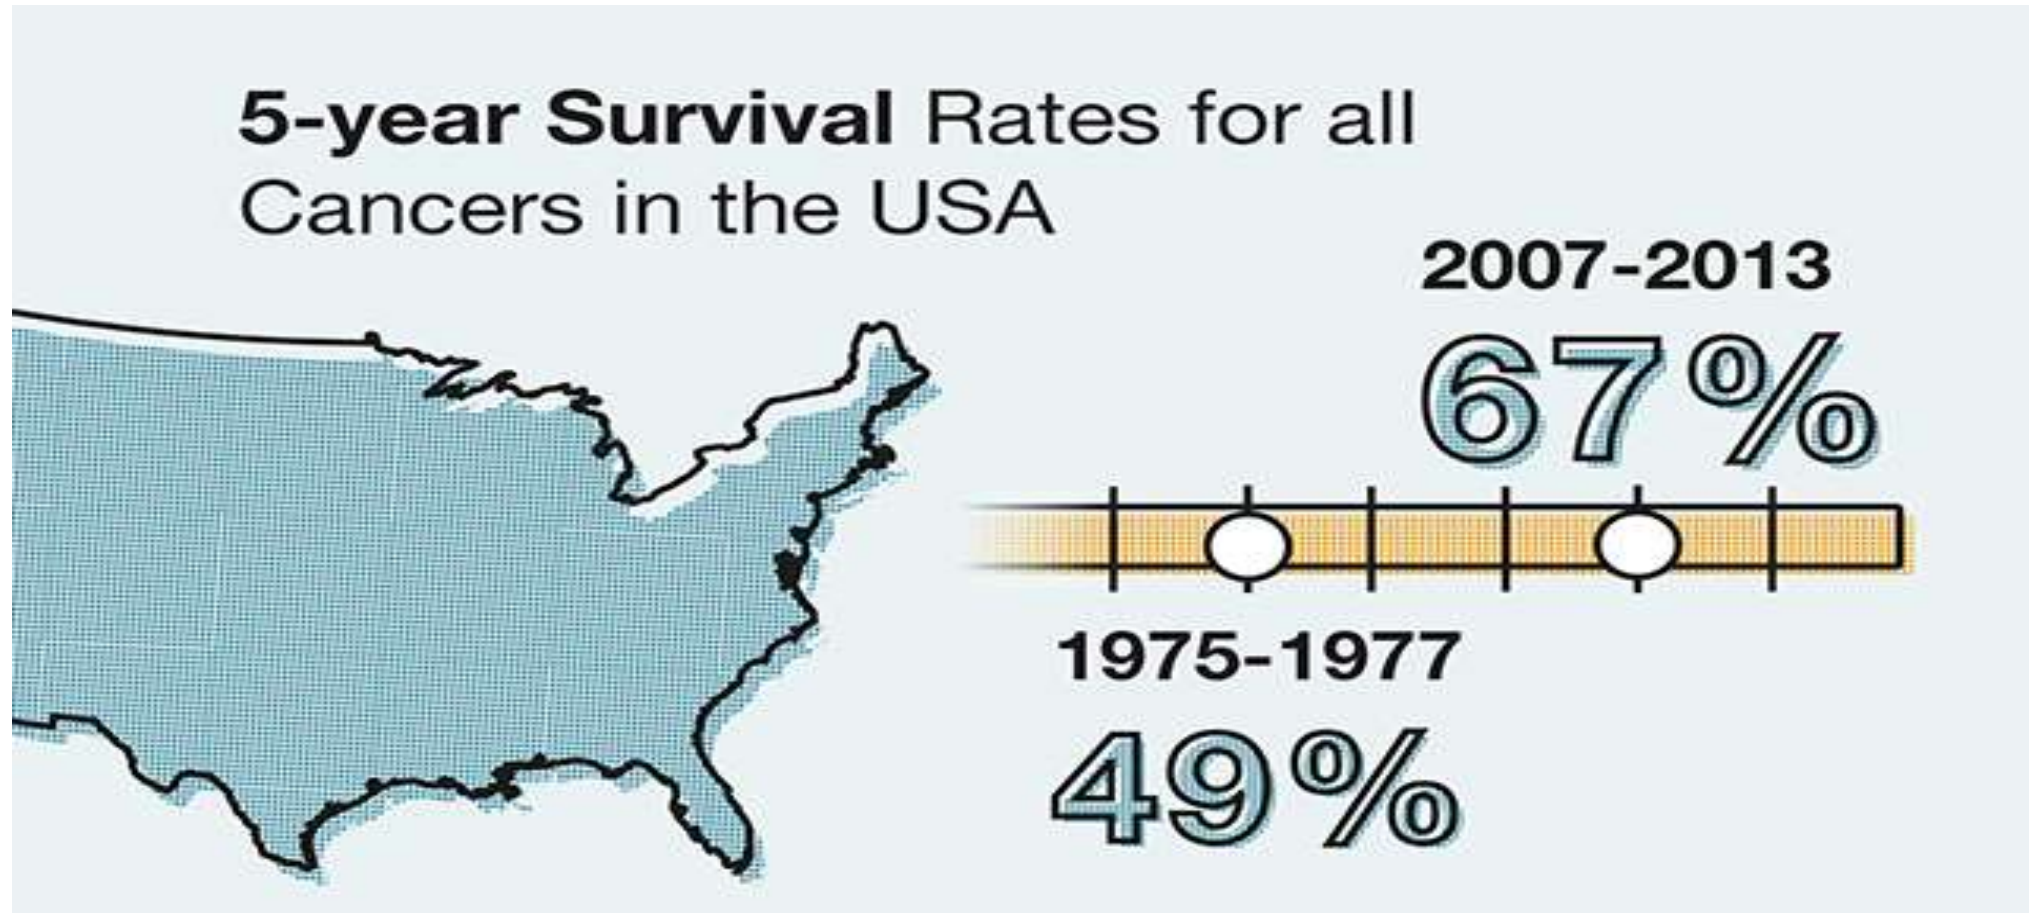 5-year Survival Rates for all
Cancers in the USA
2007-2013
67%
1975-1977
49%